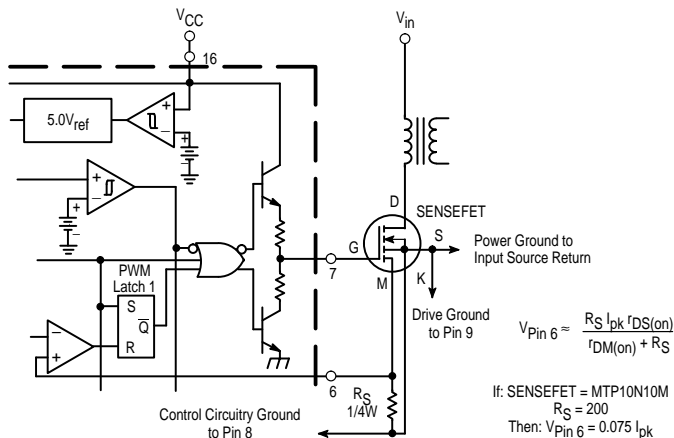 VCC
Vin
16
5.0Vref
+
−
+
−
+
−
+
−
D
SENSEFET
S
Power Ground to
Input Source Return
G
7
M
K
PWM
Latch 1
S
Q
R
Drive Ground
to Pin 9
VPin 6 ≈ RS Ipk rDS(on)
rDM(on) + RS
−
+
6
RS
1/4W
Control Circuitry Ground
to Pin 8
If: SENSEFET = MTP10N10M
RS = 200
Then: VPin 6 = 0.075 Ipk